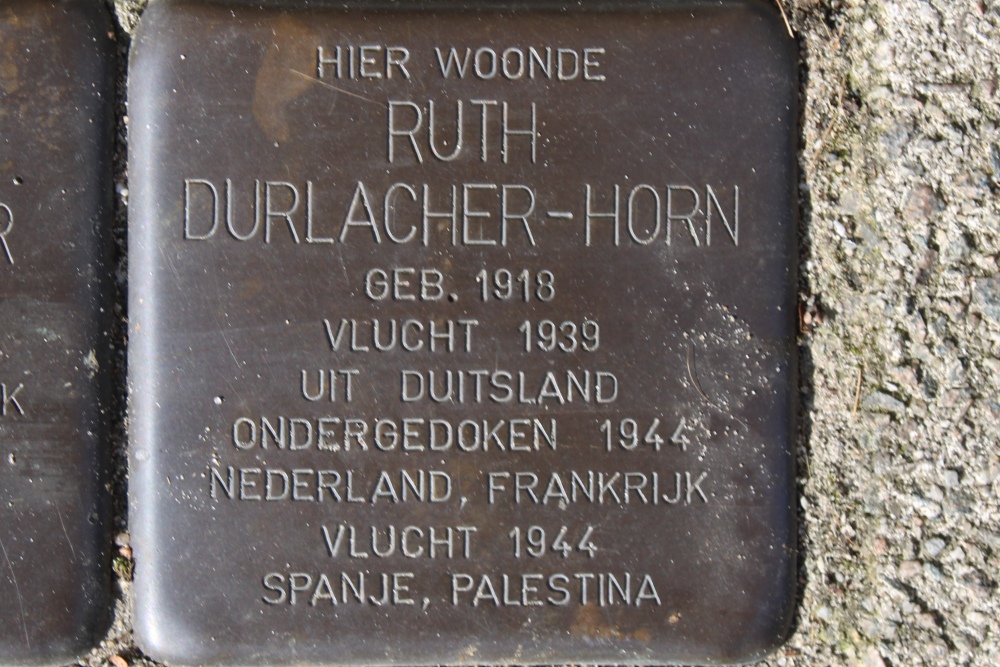 HIER WOONDE
RUTH
DURLACHER-HORN
GEB. 1918
VLUCHT 1939
UIT DUITSLAND
ONDERGEDOKEN 1944
NEDERLAND, FRANKRIJK
VLUCHT 1944
SPANJE, PALESTINA